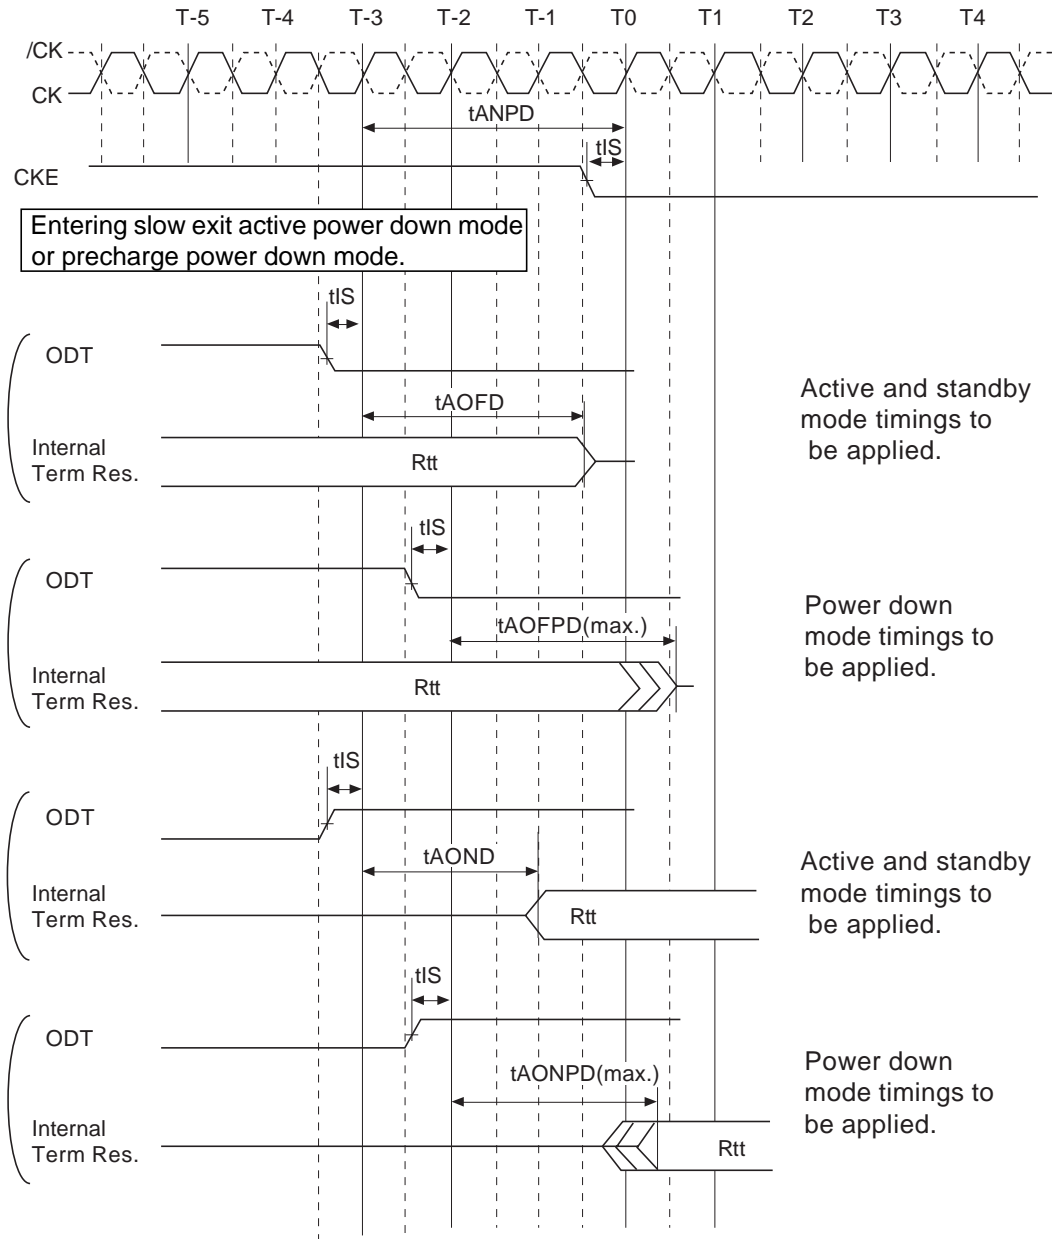 T-5 T-4 T-3 T-2 T-1 T0 T1 T2 T3 T4
/CK
CK
tANPD
tIS
CKE
Entering slow exit active power down mode
or precharge power down mode.
tIS
ODT
tAOFD
Internal
Term Res.
Rtt
Active and standby
mode timings to
be applied.
tIS
ODT
tAOFPD(max.)
Internal
Term Res.
Rtt
Power down
mode timings to
be applied.
tIS
ODT
tAOND
Internal
Term Res.
Rtt
Active and standby
mode timings to
be applied.
tIS
ODT
tAONPD(max.)
Internal
Term Res.
Rtt
Power down
mode timings to
be applied.